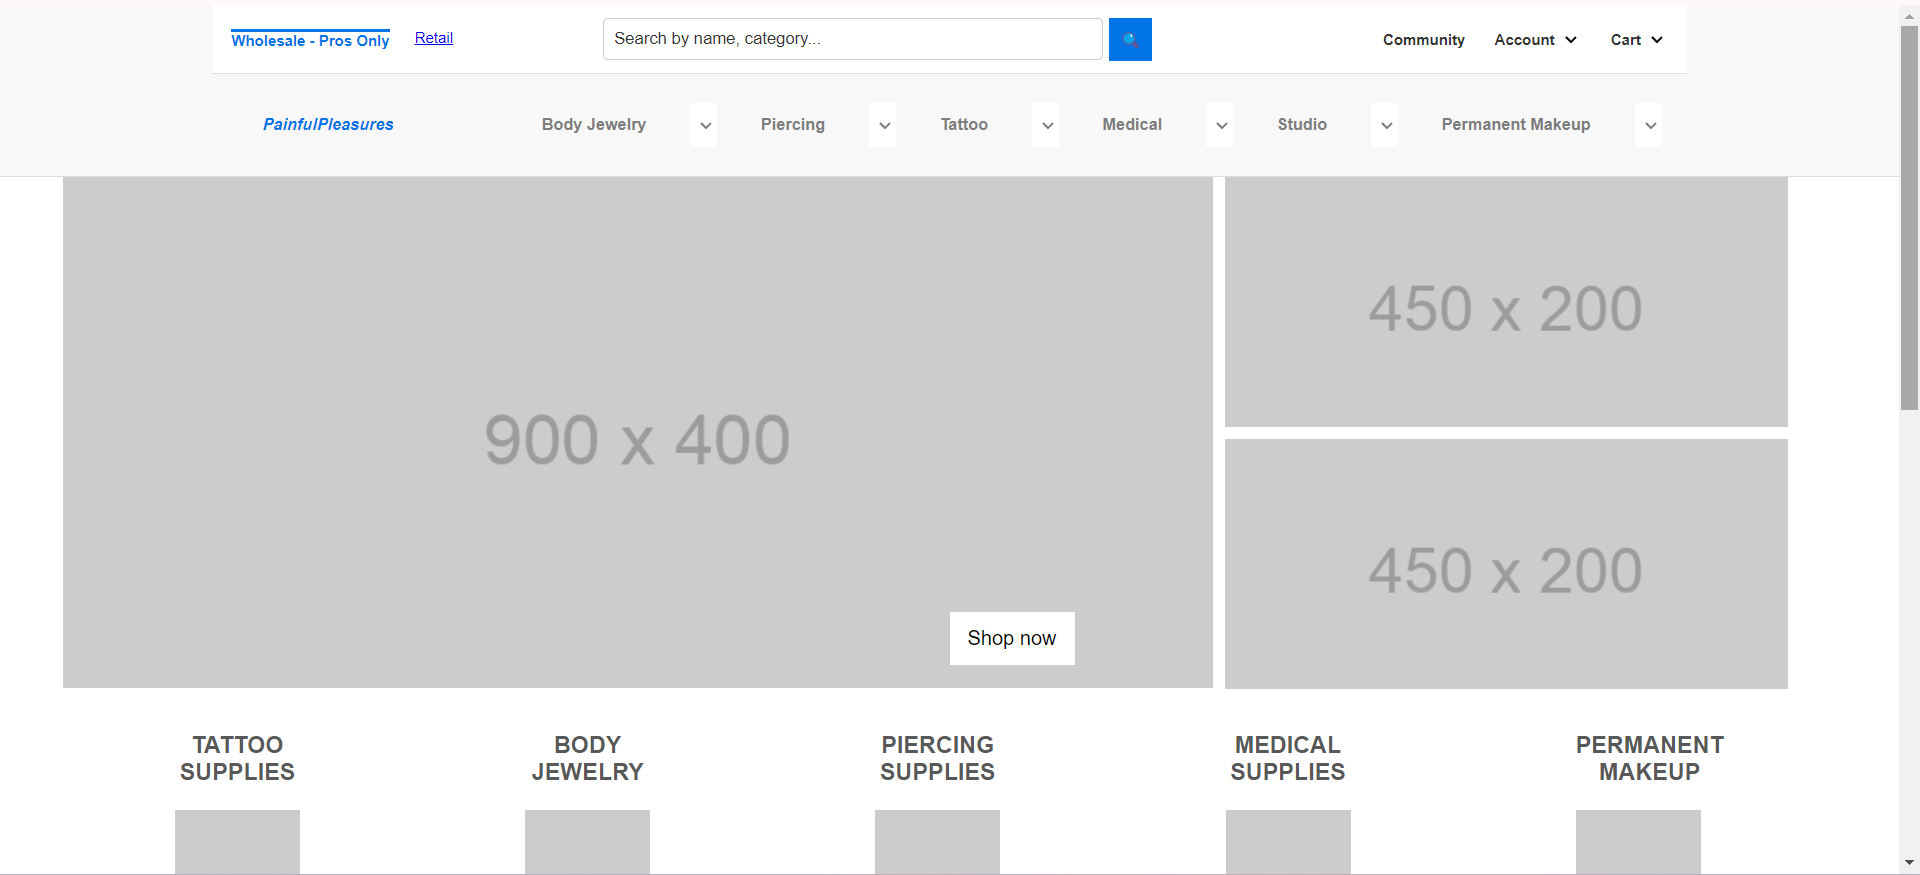 Wholesale - Pros Only
Retail
Search by name, category...
Community
Account
Cart
PainfulPleasures
Body Jewelry
Piercing
Tattoo
Medical
Studio
Permanent Makeup
900 x 400
450 x 200
450 x 200
Shop now
TATTOO
SUPPLIES
BODY
JEWELRY
PIERCING
SUPPLIES
MEDICAL
SUPPLIES
PERMANENT
MAKEUP